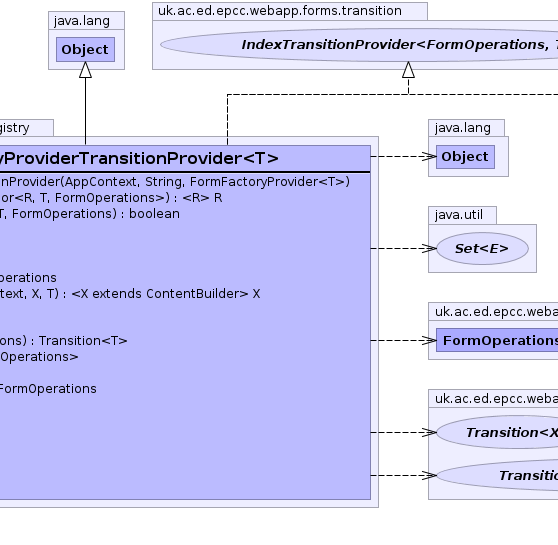 java.lang
Object
uk.ac.ed.epcc.webapp.forms.transition
IndexTransitionProvider<FormOperations, T
gistry
yProviderTransitionProvider<T>
nProvider(AppContext, String, FormFactoryProvider<T>)
or<R, T, FormOperations>) : <R> R
T, FormOperations) : boolean
perations
text, X, T) : <X extends ContentBuilder> X
ons) : Transition<T>
Operations>
FormOperations
java.lang
Object
java.util
Set<E>
uk.ac.ed.epcc.weba
FormOperations
uk.ac.ed.epcc.weba
Transition<X
Transitio